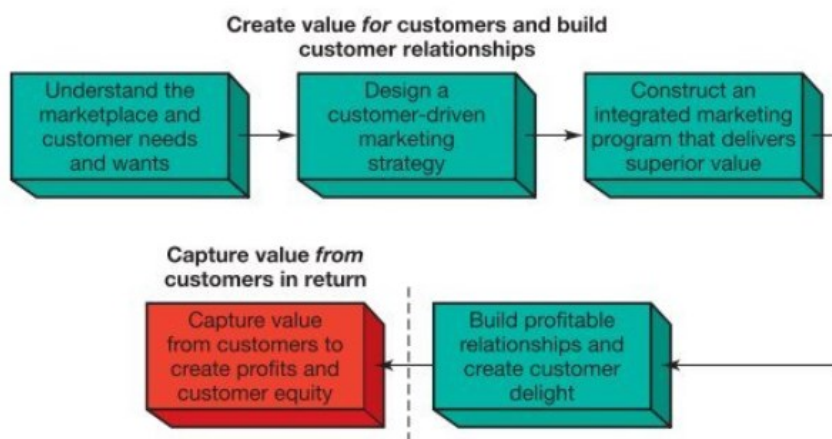 Create value for customers and build
customer relationships
Understand the
marketplace and
customer needs
and wants
Design a
customer-driven
marketing
strategy
Construct an
integrated marketing
program that delivers
superior value
Capture value from
customers in return
Capture value
from customers to
create profits and
customer equity
Build profitable
relationships and
create customer
delight